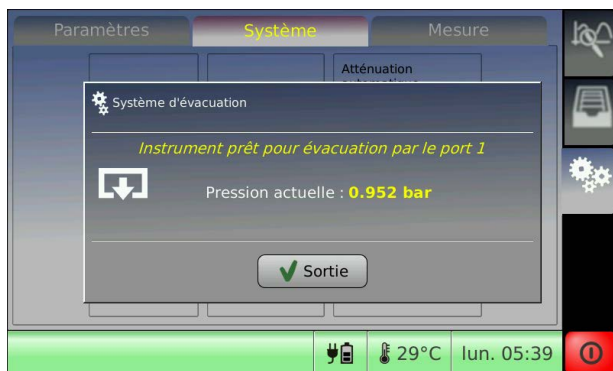 Paramètres
Système
Mesure
Atténuation
Système d'évacuation
Instrument prêt pour évacuation par le port 1
Pression actuelle : 0.952 bar
Sortie
29°C
lun. 05:39